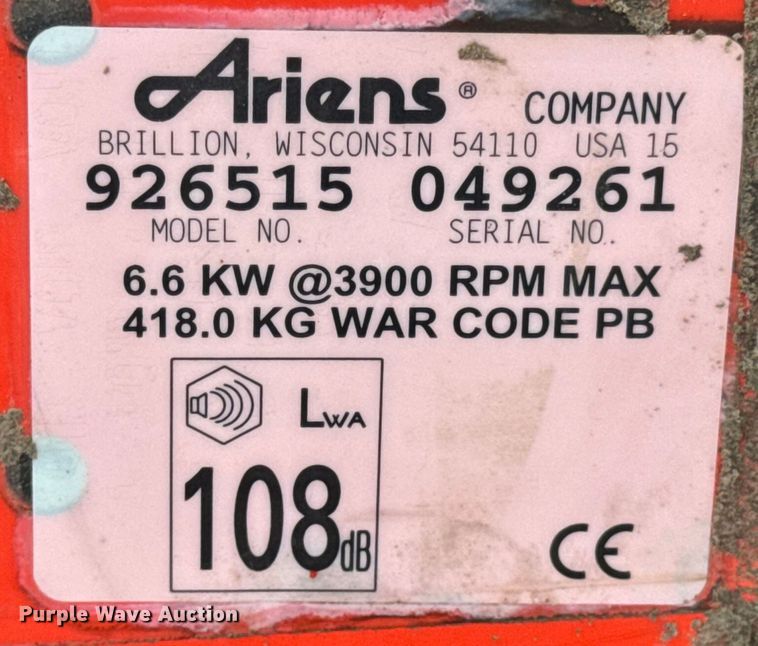 Ariens® COMPANY
BRILLION, WISCONSIN 54110 USA 15
926515 049261
MODEL NO. SERIAL NO.
6.6 KW @3900 RPM MAX
418.0 KG WAR CODE PB
LWA
108dB
CE
Purple Wave Auction